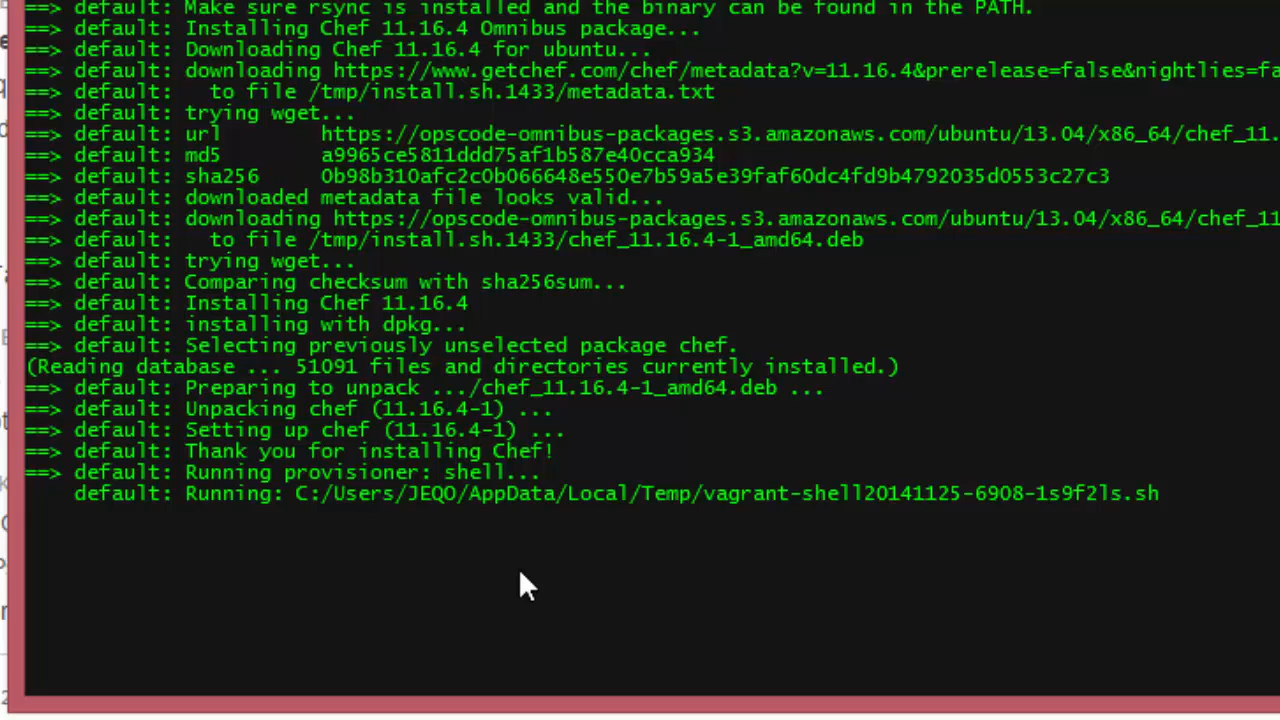 ==> default: Make sure rsync is installed and the binary can be found in the PATH.
==> default: Installing Chef 11.16.4 Omnibus package...
==> default: Downloading Chef 11.16.4 for ubuntu...
==> default: downloading https://www.getchef.com/chef/metadata?v=11.16.4&prerelease=false&nightlies=fa
==> default:   to file /tmp/install.sh.1433/metadata.txt
==> default: trying wget...
==> default: url        https://opscode-omnibus-packages.s3.amazonaws.com/ubuntu/13.04/x86_64/chef_11.
==> default: md5        a9965ce5811ddd75af1b587e40cca934
==> default: sha256     0b98b310afc2c0b066648e550e7b59a5e39faf60dc4fd9b4792035d0553c27c3
==> default: downloaded metadata file looks valid...
==> default: downloading https://opscode-omnibus-packages.s3.amazonaws.com/ubuntu/13.04/x86_64/chef_11
==> default:   to file /tmp/install.sh.1433/chef_11.16.4-1_amd64.deb
==> default: trying wget...
==> default: Comparing checksum with sha256sum...
==> default: Installing Chef 11.16.4
==> default: installing with dpkg...
==> default: Selecting previously unselected package chef.
(Reading database ... 51091 files and directories currently installed.)
==> default: Preparing to unpack .../chef_11.16.4-1_amd64.deb ...
==> default: Unpacking chef (11.16.4-1) ...
==> default: Setting up chef (11.16.4-1) ...
==> default: Thank you for installing Chef!
==> default: Running provisioner: shell...
    default: Running: C:/Users/JEQO/AppData/Local/Temp/vagrant-shell20141125-6908-1s9f2ls.sh